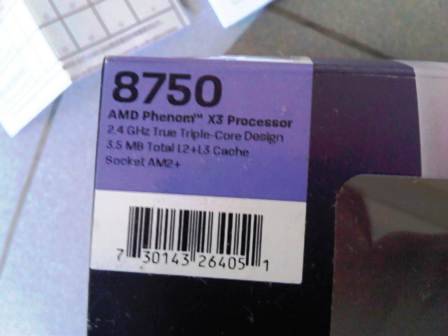 8750
AMD Phenom™ X3 Processor
2.4 GHz True Triple-Core Design
3.5 MB Total L2+L3 Cache
Socket AM2+
7 30143 26405 1